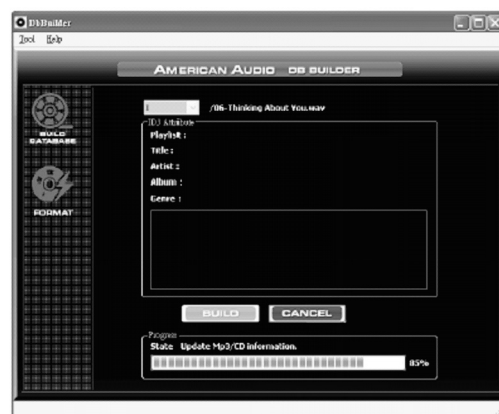 DbBuilder
Tool Help
AMERICAN AUDIO DB BUILDER
BUILD DATABASE
FORMAT
I /06-Thinking About You.wav
IDJ Attribute
Playlist :
Title :
Artist :
Album :
Genre :
BUILD CANCEL
Progress
State Update Mp3/CD information.
85%